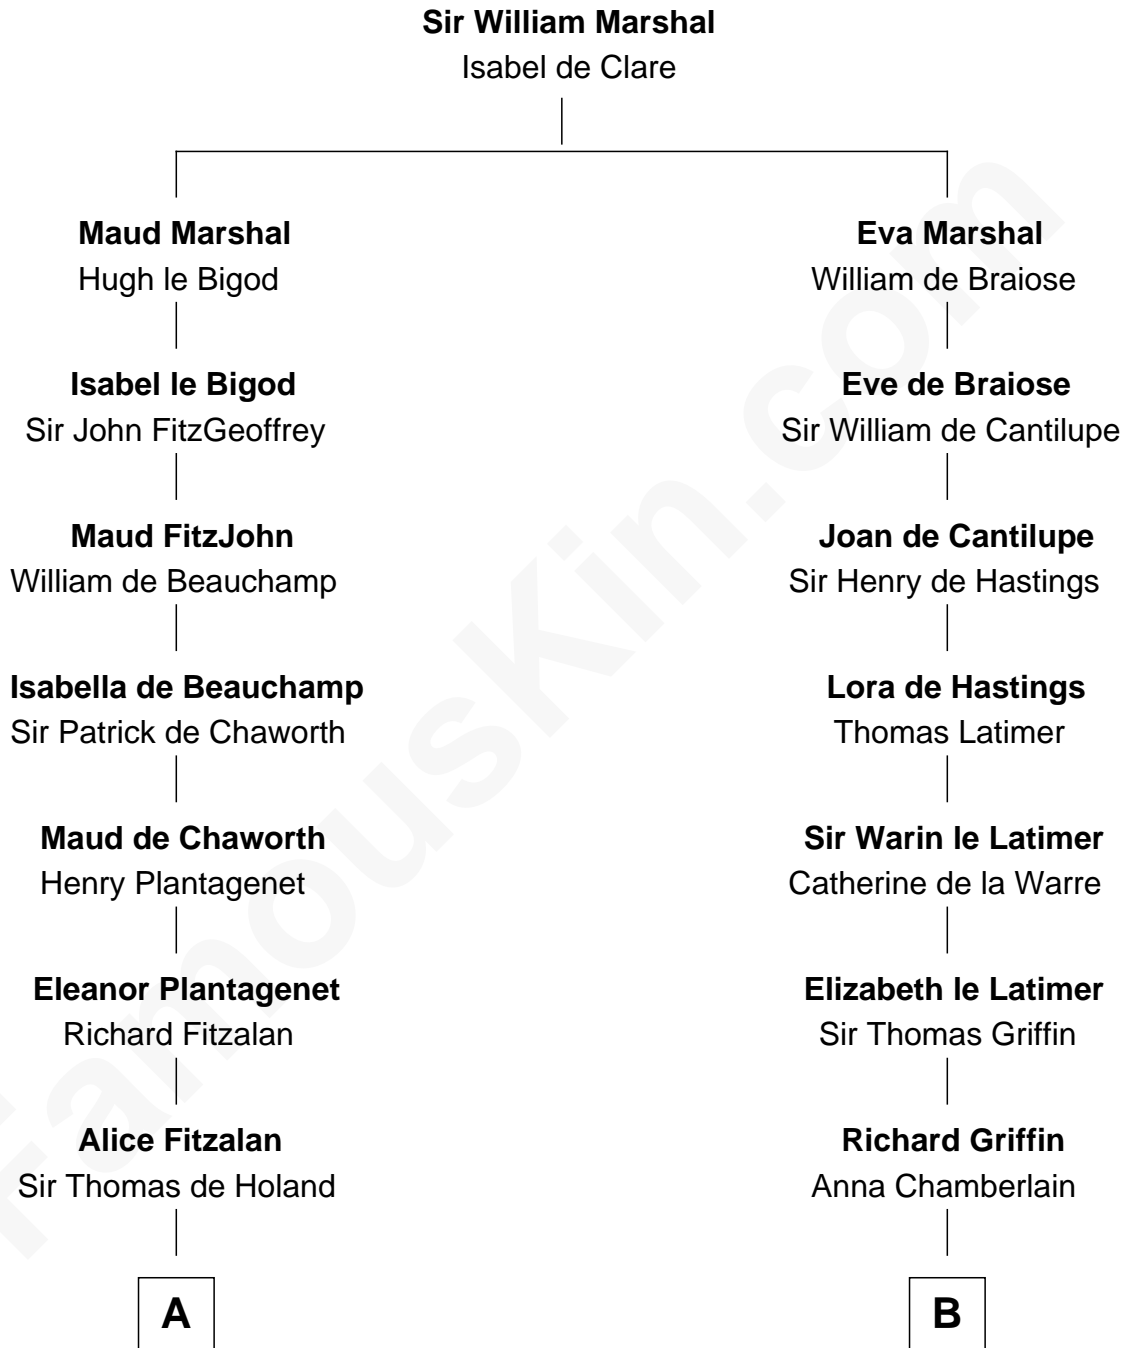 Sir William Marshal
Isabel de Clare
Maud Marshal
Hugh le Bigod
Eva Marshal
William de Braiose
Isabel le Bigod
Sir John FitzGeoffrey
Eve de Braiose
Sir William de Cantilupe
Maud FitzJohn
William de Beauchamp
Joan de Cantilupe
Sir Henry de Hastings
Isabella de Beauchamp
Sir Patrick de Chaworth
Lora de Hastings
Thomas Latimer
Maud de Chaworth
Henry Plantagenet
Sir Warin le Latimer
Catherine de la Warre
Eleanor Plantagenet
Richard Fitzalan
Elizabeth le Latimer
Sir Thomas Griffin
Alice Fitzalan
Sir Thomas de Holand
Richard Griffin
Anna Chamberlain
A
B
FamousKin.com